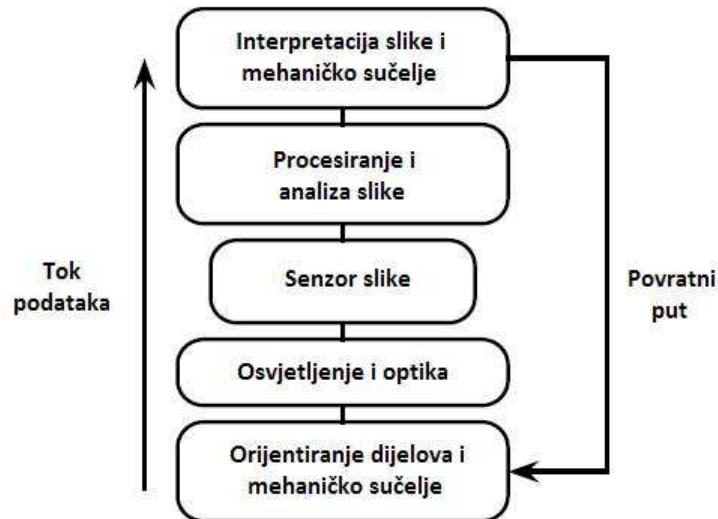 Interpretacija slike i
mehaničko sučelje
Procesiranje i
analiza slike
Senzor slike
Tok
podataka
Povratni
put
Osvjetljenje i optika
Orijentiranje dijelova i
mehaničko sučelje